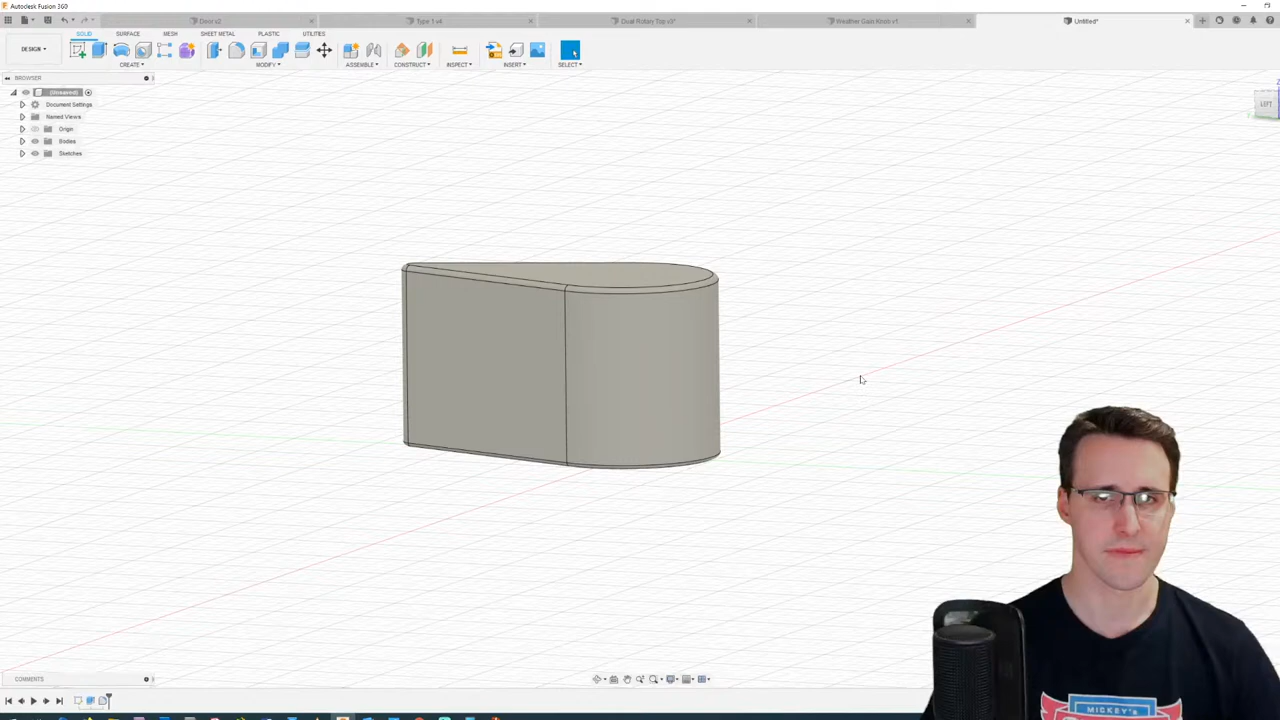 Autodesk Fusion 360
Door v2
Type 1 v4
Dual Rotary Top v3*
Weather Gain Knob v1
Untitled*
SOLID
SURFACE
MESH
SHEET METAL
PLASTIC
UTILITIES
DESIGN
CREATE
MODIFY
ASSEMBLE
CONSTRUCT
INSPECT
INSERT
SELECT
BROWSER
(Unsaved)
Document Settings
Named Views
Origin
Bodies
Sketches
LEFT
Z
COMMENTS
MICKEY's